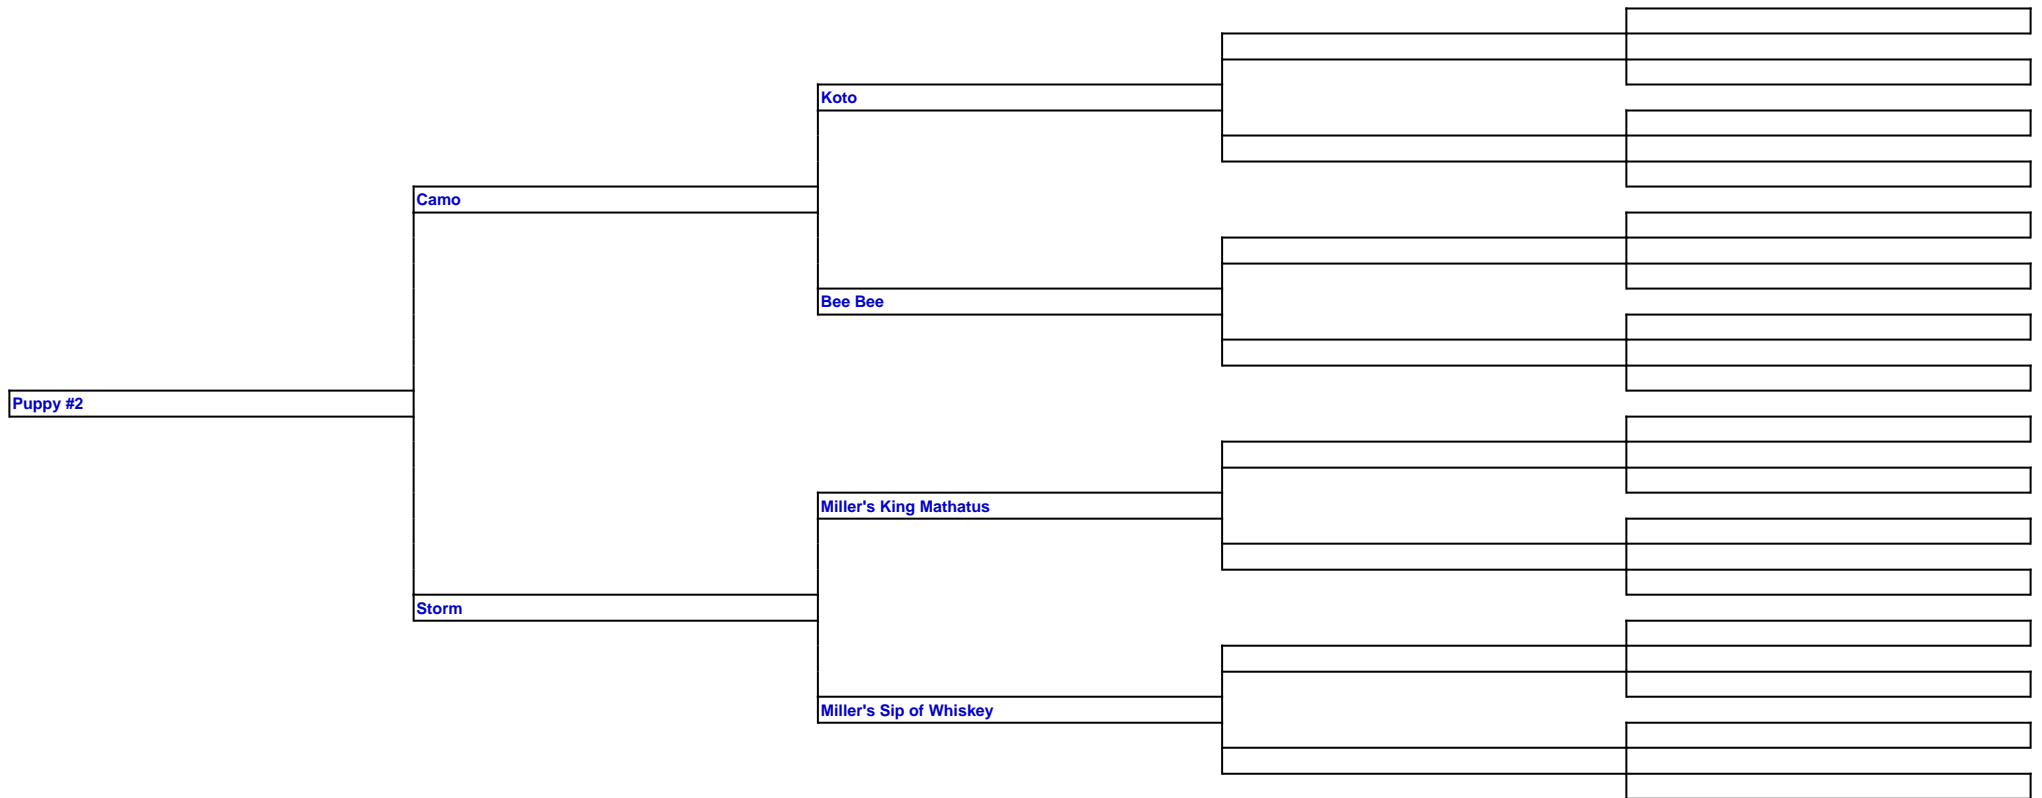 Koto
Camo
Bee Bee
Puppy #2
Miller's King Mathatus
Storm
Miller's Sip of Whiskey